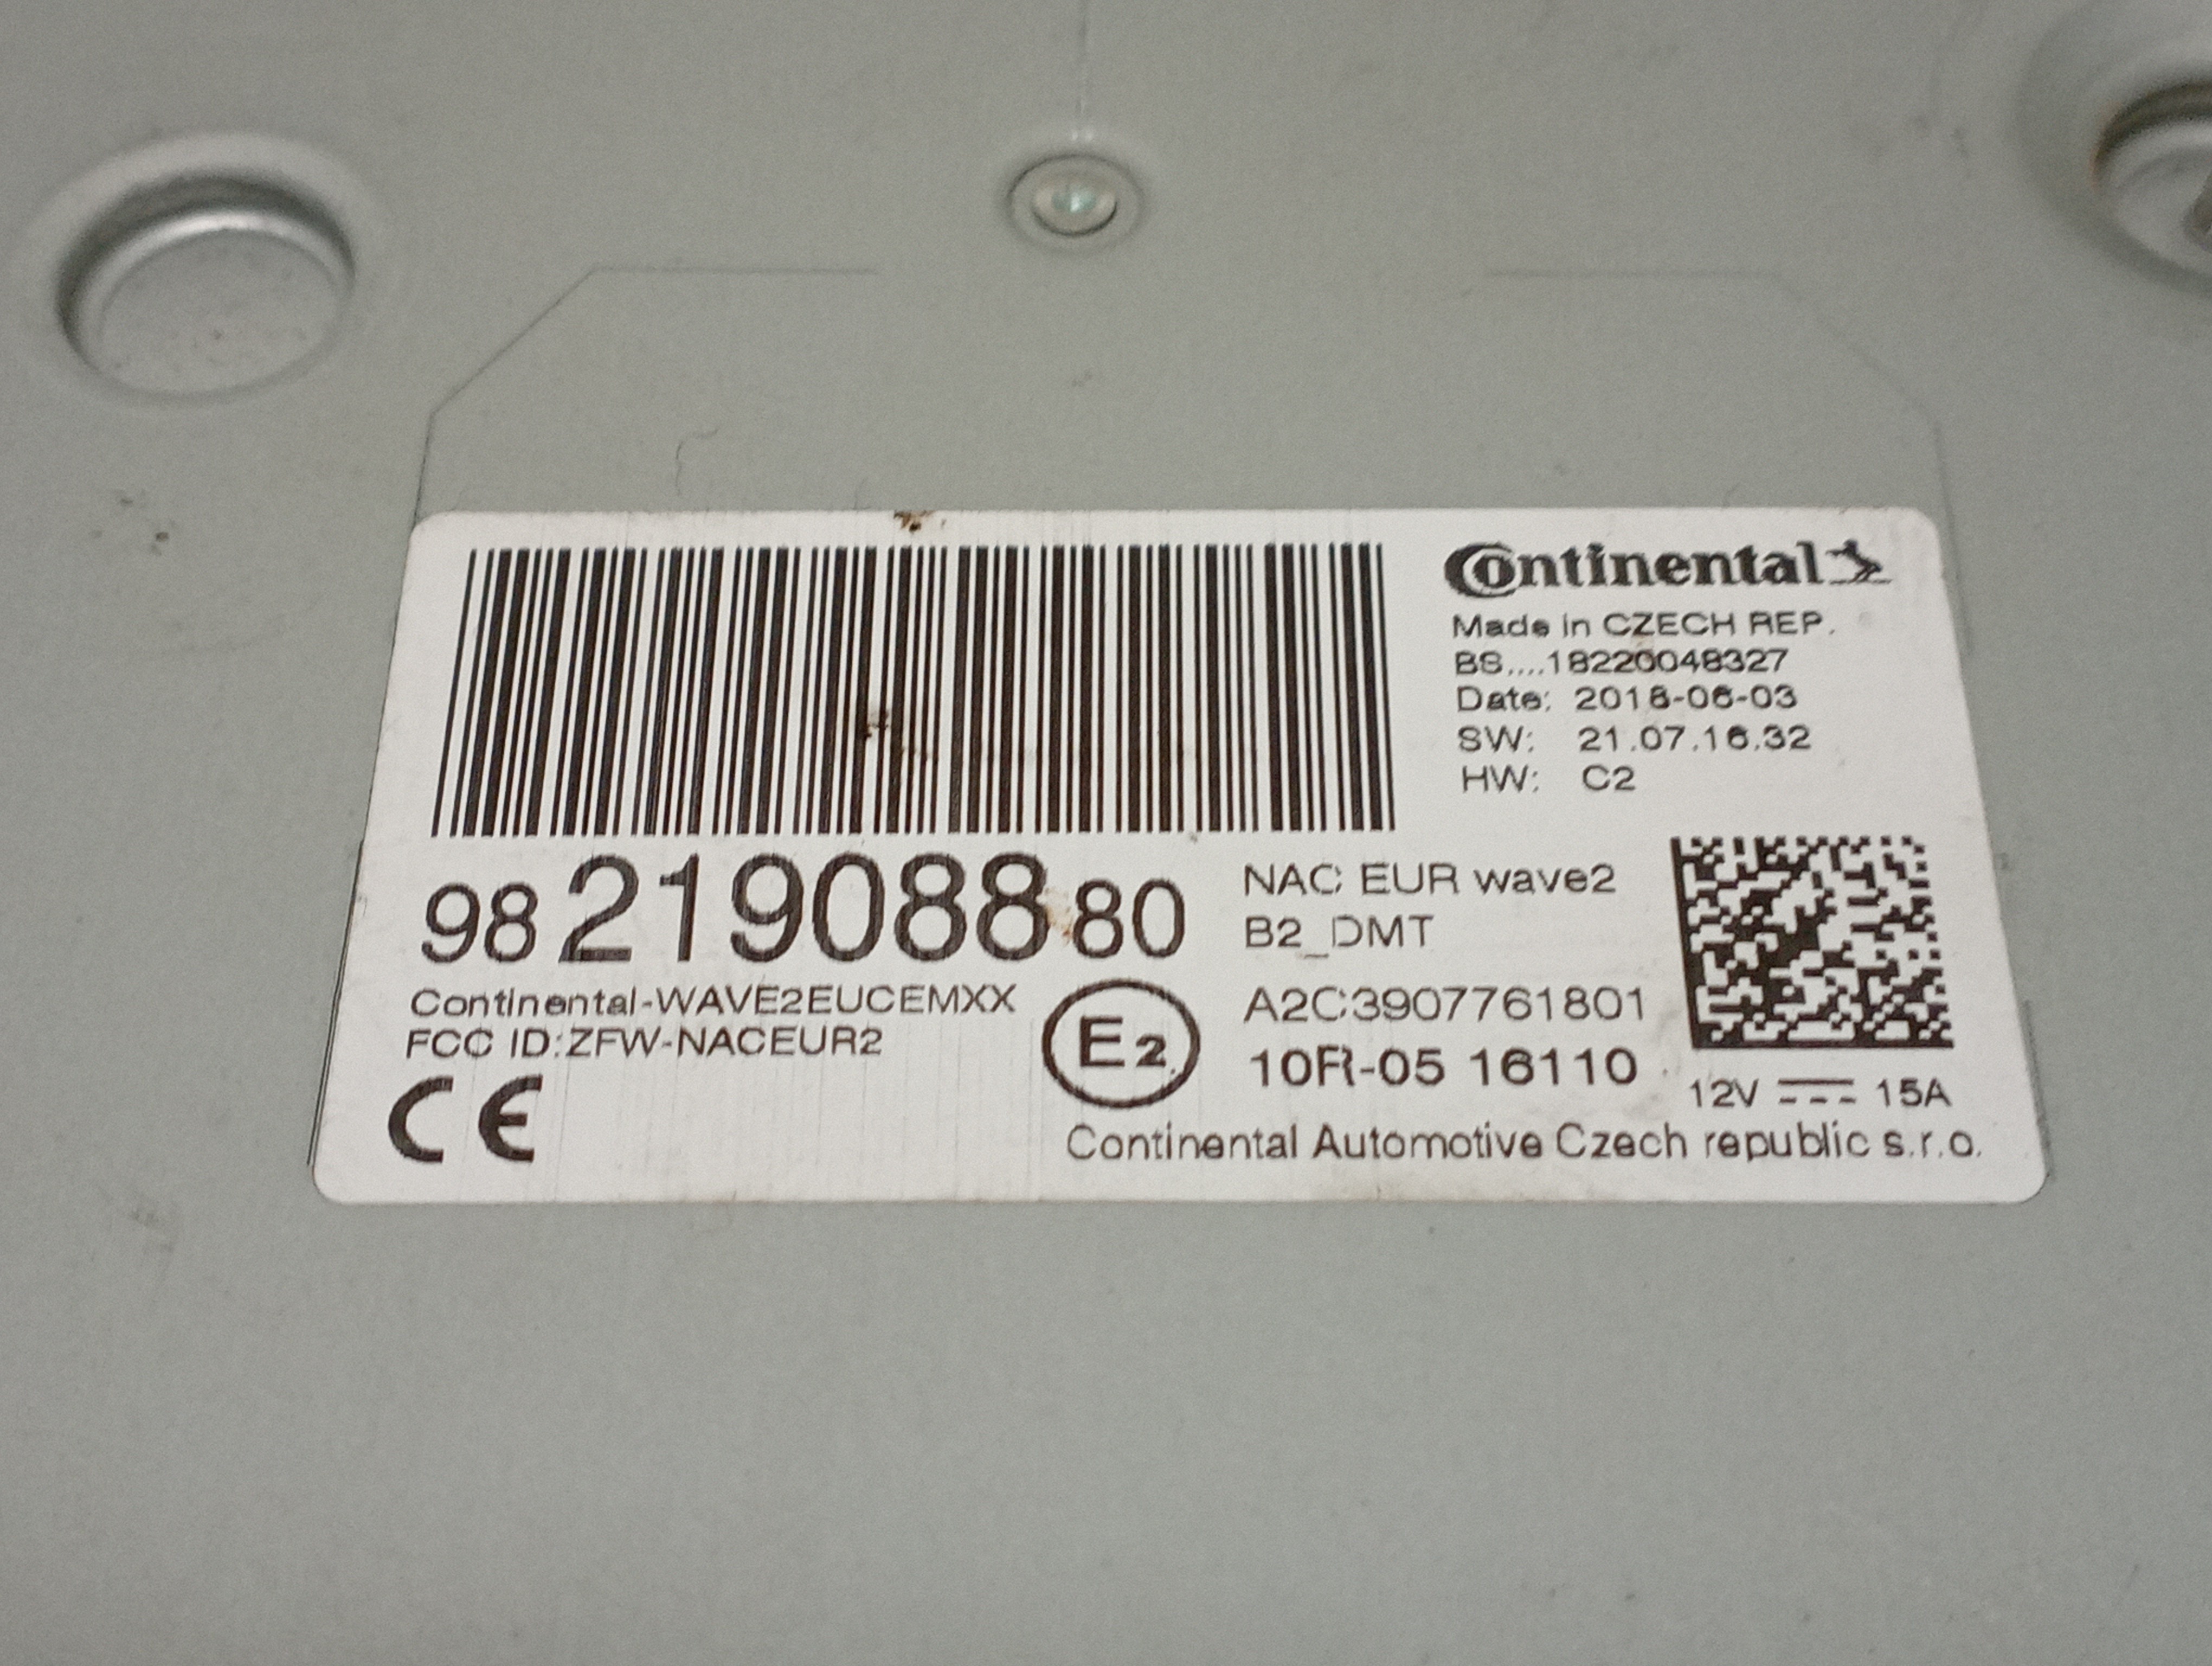 Continental
Made in CZECH REP.
BS....18220048327
Date: 2018-06-03
SW: 21.07.16.32
HW: C2
98 219088 80
NAC EUR wave2
B2_DMT
Continental-WAVE2EUCEMXX
FCC ID:ZFW-NACEUR2
CE
E2
A2C3907761801
10R-05 16110
12V 15A
Continental Automotive Czech republic s.r.o.